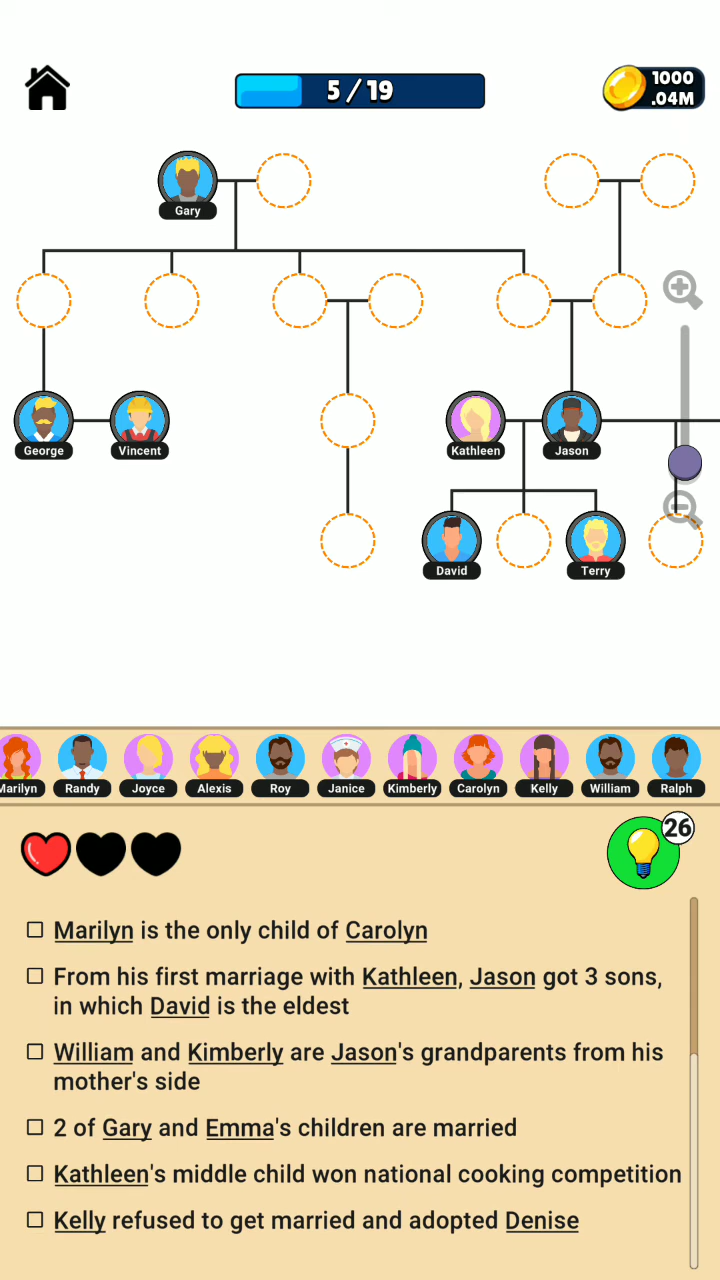 5/19
1000
.04M
Gary
George
Vincent
Kathleen
Jason
David
Terry
Marilyn
Randy
Joyce
Alexis
Roy
Janice
Kimberly
Carolyn
Kelly
William
Ralph
26
Marilyn is the only child of Carolyn
From his first marriage with Kathleen, Jason got 3 sons,
in which David is the eldest
William and Kimberly are Jason's grandparents from his
mother's side
2 of Gary and Emma's children are married
Kathleen's middle child won national cooking competition
Kelly refused to get married and adopted Denise